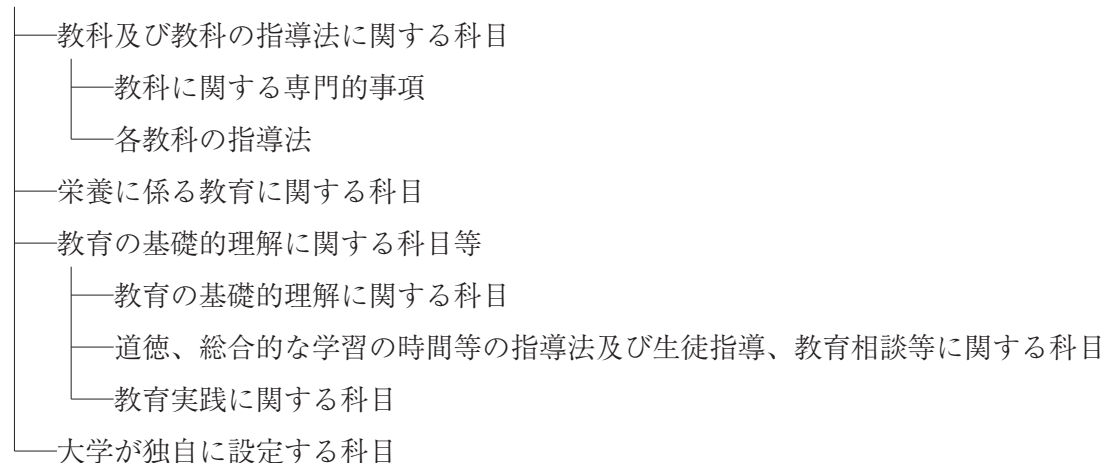 教科及び教科の指導法に関する科目
教科に関する専門的事項
各教科の指導法
栄養に係る教育に関する科目
教育の基礎的理解に関する科目等
教育の基礎的理解に関する科目
道徳、総合的な学習の時間等の指導法及び生徒指導、教育相談等に関する科目
教育実践に関する科目
大学が独自に設定する科目